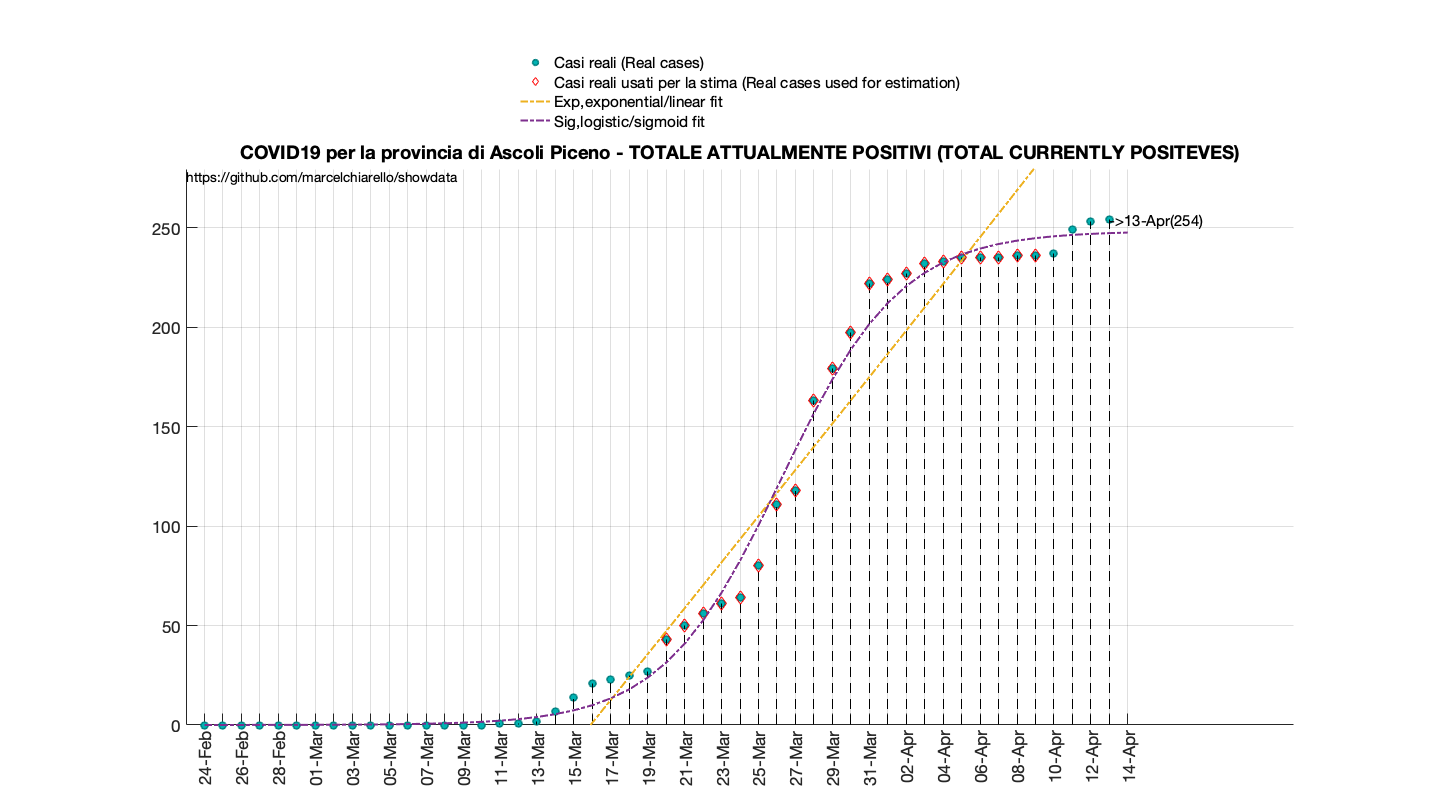 Casi reali (Real cases)
Casi reali usati per la stima (Real cases used for estimation)
Exp,exponential/linear fit
Sig,logistic/sigmoid fit
COVID19 per la provincia di Ascoli Piceno - TOTALE ATTUALMENTE POSITIVI (TOTAL CURRENTLY POSITEVES)
https://github.com/marcelchiarello/showdata
250
200
150
100
50
0
->13-Apr(254)
24-Feb
26-Feb
28-Feb
01-Mar
03-Mar
05-Mar
07-Mar
09-Mar
11-Mar
13-Mar
15-Mar
17-Mar
19-Mar
21-Mar
23-Mar
25-Mar
27-Mar
29-Mar
31-Mar
02-Apr
04-Apr
06-Apr
08-Apr
10-Apr
12-Apr
14-Apr